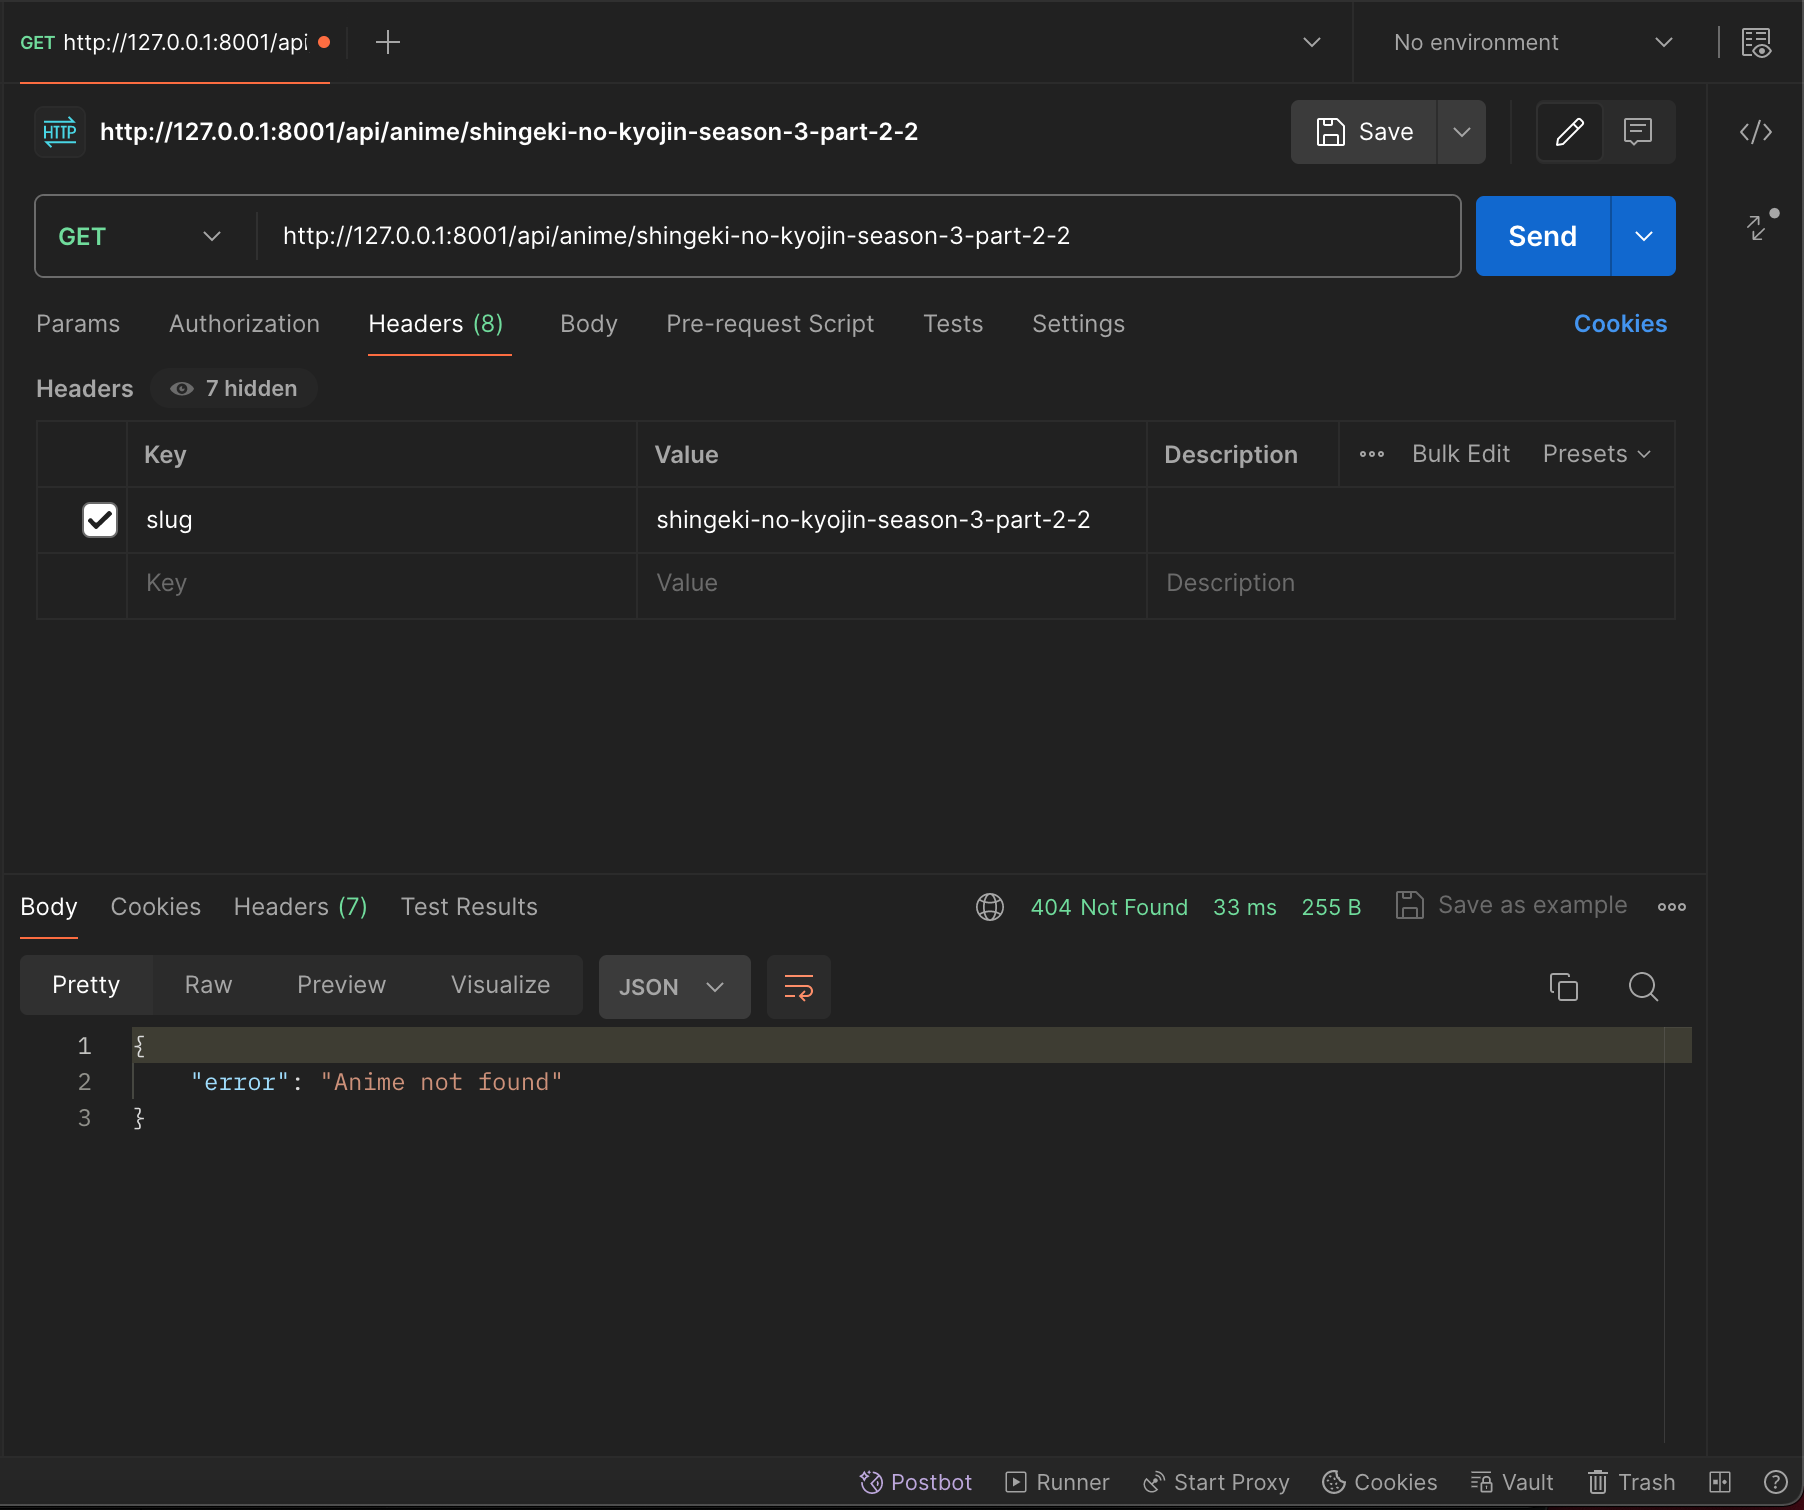 GET http://127.0.0.1:8001/api
No environment
HTTP http://127.0.0.1:8001/api/anime/shingeki-no-kyojin-season-3-part-2-2
Save
GET http://127.0.0.1:8001/api/anime/shingeki-no-kyojin-season-3-part-2-2
Send
Params Authorization Headers (8) Body Pre-request Script Tests Settings Cookies
Headers 7 hidden
Key Value Description Bulk Edit Presets
slug shingeki-no-kyojin-season-3-part-2-2
Key Value Description
Body Cookies Headers (7) Test Results 404 Not Found 33 ms 255 B Save as example
Pretty Raw Preview Visualize JSON
1 {
2 "error": "Anime not found"
3 }
Postbot Runner Start Proxy Cookies Vault Trash